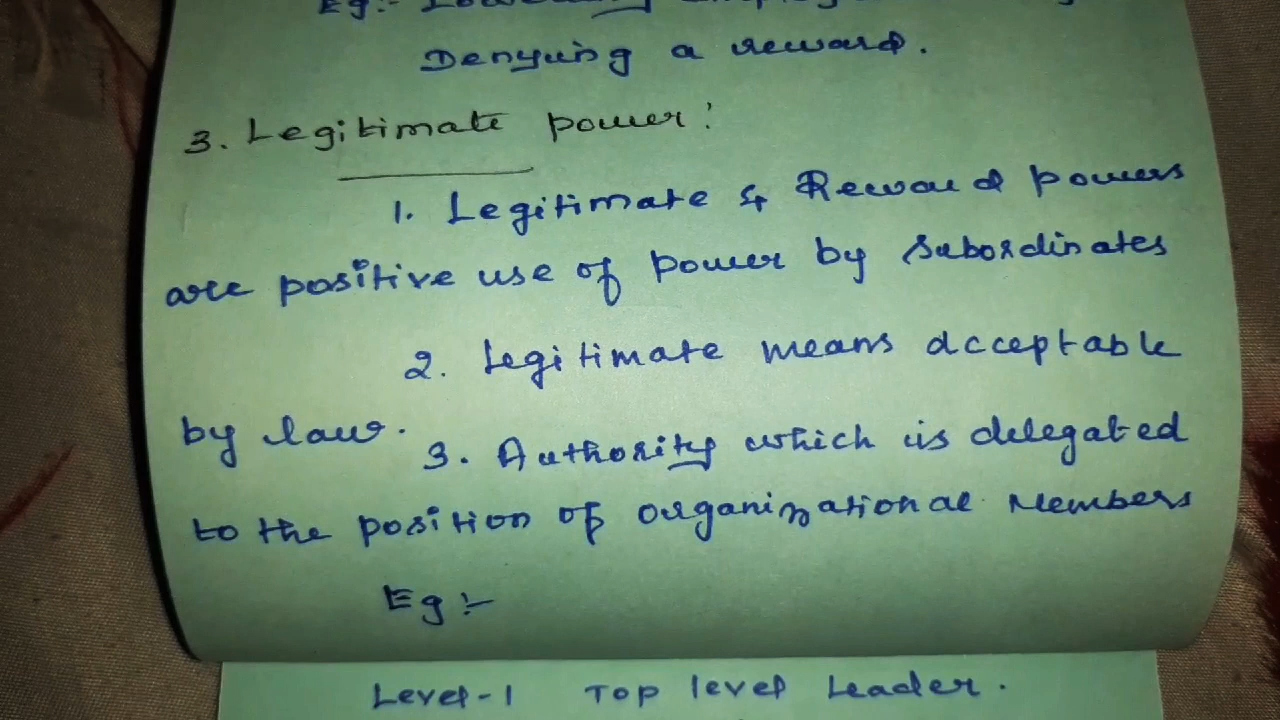 Eg:-
Denying a reward.
3. Legitimate power:
1. Legitimate & Reward powers
are positive use of power by subordinates
2. Legitimate means acceptable
by law.
3. Authority which is delegated
to the position of organizational Members
Eg :-
Level-1 Top level Leader.